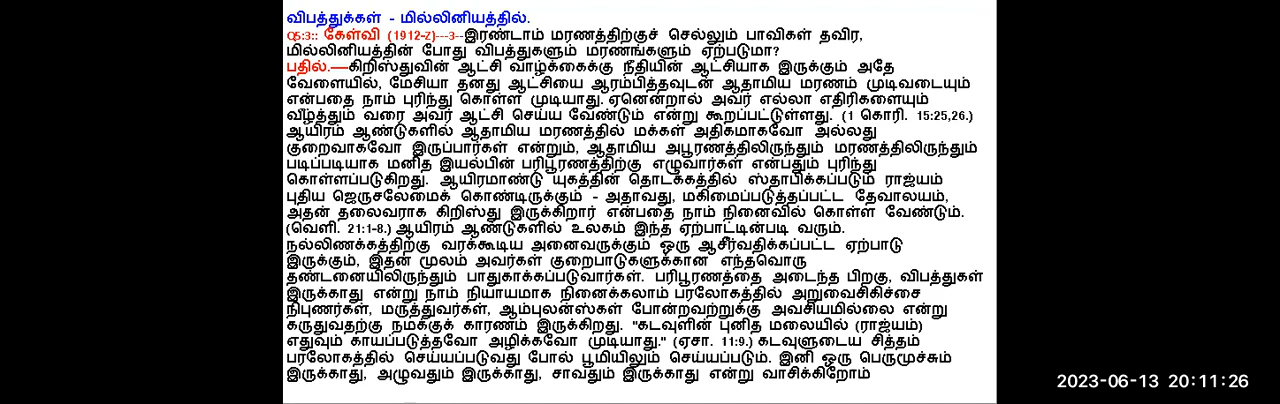 விபத்துக்கள் - மில்லினியத்தில்.
Q5:3:: கேள்வி (1912-Z)---3--இரண்டாம் மரணத்திற்குச் செல்லும் பாவிகள் தவிர,
மில்லினியத்தின் போது விபத்துகளும் மரணங்களும் ஏற்படுமா?
பதில்.—கிறிஸ்துவின் ஆட்சி வாழ்க்கைக்கு நீதியின் ஆட்சியாக இருக்கும் அதே
வேளையில், மேசியா தனது ஆட்சியை ஆரம்பித்தவுடன் ஆதாமிய மரணம் முடிவடையும்
என்பதை நாம் புரிந்து கொள்ள முடியாது. ஏனென்றால் அவர் எல்லா எதிரிகளையும்
வீழ்த்தும் வரை அவர் ஆட்சி செய்ய வேண்டும் என்று கூறப்பட்டுள்ளது. (1 கொரி. 15:25,26.)
ஆயிரம் ஆண்டுகளில் ஆதாமிய மரணத்தில் மக்கள் அதிகமாகவோ அல்லது
குறைவாகவோ இருப்பார்கள் என்றும், ஆதாமிய அபூரணத்திலிருந்தும் மரணத்திலிருந்தும்
படிப்படியாக மனித இயல்பின் பரிபூரணத்திற்கு எழுவார்கள் என்பதும் புரிந்து
கொள்ளப்படுகிறது. ஆயிரமாண்டு யுகத்தின் தொடக்கத்தில் ஸ்தாபிக்கப்படும் ராஜ்யம்
புதிய ஜெருசலேமைக் கொண்டிருக்கும் - அதாவது, மகிமைப்படுத்தப்பட்ட தேவாலயம்,
அதன் தலைவராக கிறிஸ்து இருக்கிறார் என்பதை நாம் நினைவில் கொள்ள வேண்டும்.
(வெளி. 21:1-8.) ஆயிரம் ஆண்டுகளில் உலகம் இந்த ஏற்பாட்டின்படி வரும்.
நல்லிணக்கத்திற்கு வரக்கூடிய அனைவருக்கும் ஒரு ஆசீர்வதிக்கப்பட்ட ஏற்பாடு
இருக்கும், இதன் மூலம் அவர்கள் குறைபாடுகளுக்கான எந்தவொரு
தண்டனையிலிருந்தும் பாதுகாக்கப்படுவார்கள். பரிபூரணத்தை அடைந்த பிறகு, விபத்துகள்
இருக்காது என்று நாம் நியாயமாக நினைக்கலாம் பரலோகத்தில் அறுவைசிகிச்சை
நிபுணர்கள், மருத்துவர்கள், ஆம்புலன்ஸ்கள் போன்றவற்றுக்கு அவசியமில்லை என்று
கருதுவதற்கு நமக்குக் காரணம் இருக்கிறது. "கடவுளின் புனித மலையில் (ராஜ்யம்)
எதுவும் காயப்படுத்தவோ அழிக்கவோ முடியாது." (ஏசா. 11:9.) கடவுளுடைய சித்தம்
பரலோகத்தில் செய்யப்படுவது போல் பூமியிலும் செய்யப்படும். இனி ஒரு பெருமூச்சும்
இருக்காது, அழுவதும் இருக்காது, சாவதும் இருக்காது என்று வாசிக்கிறோம்
2023-06-13 20:11:26